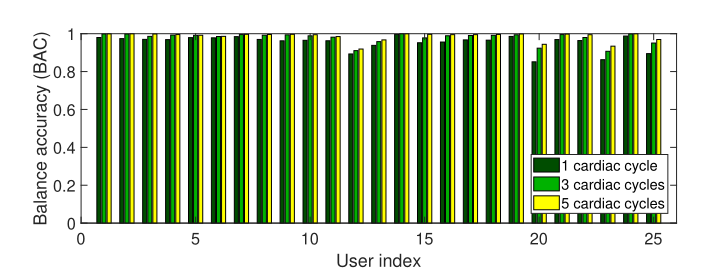 Balance accuracy (BAC)
1
0.8
0.6
0.4
0.2
0
0 5 10 15 20 25
User index
1 cardiac cycle
3 cardiac cycles
5 cardiac cycles